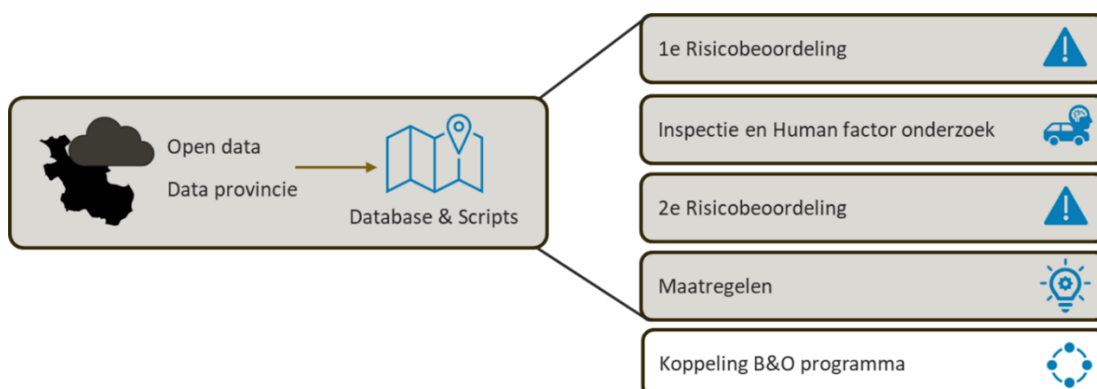 Open data
Data provincie
Database & Scripts
1e Risicobeoordeling
Inspectie en Human factor onderzoek
2e Risicobeoordeling
Maatregelen
Koppeling B&O programma